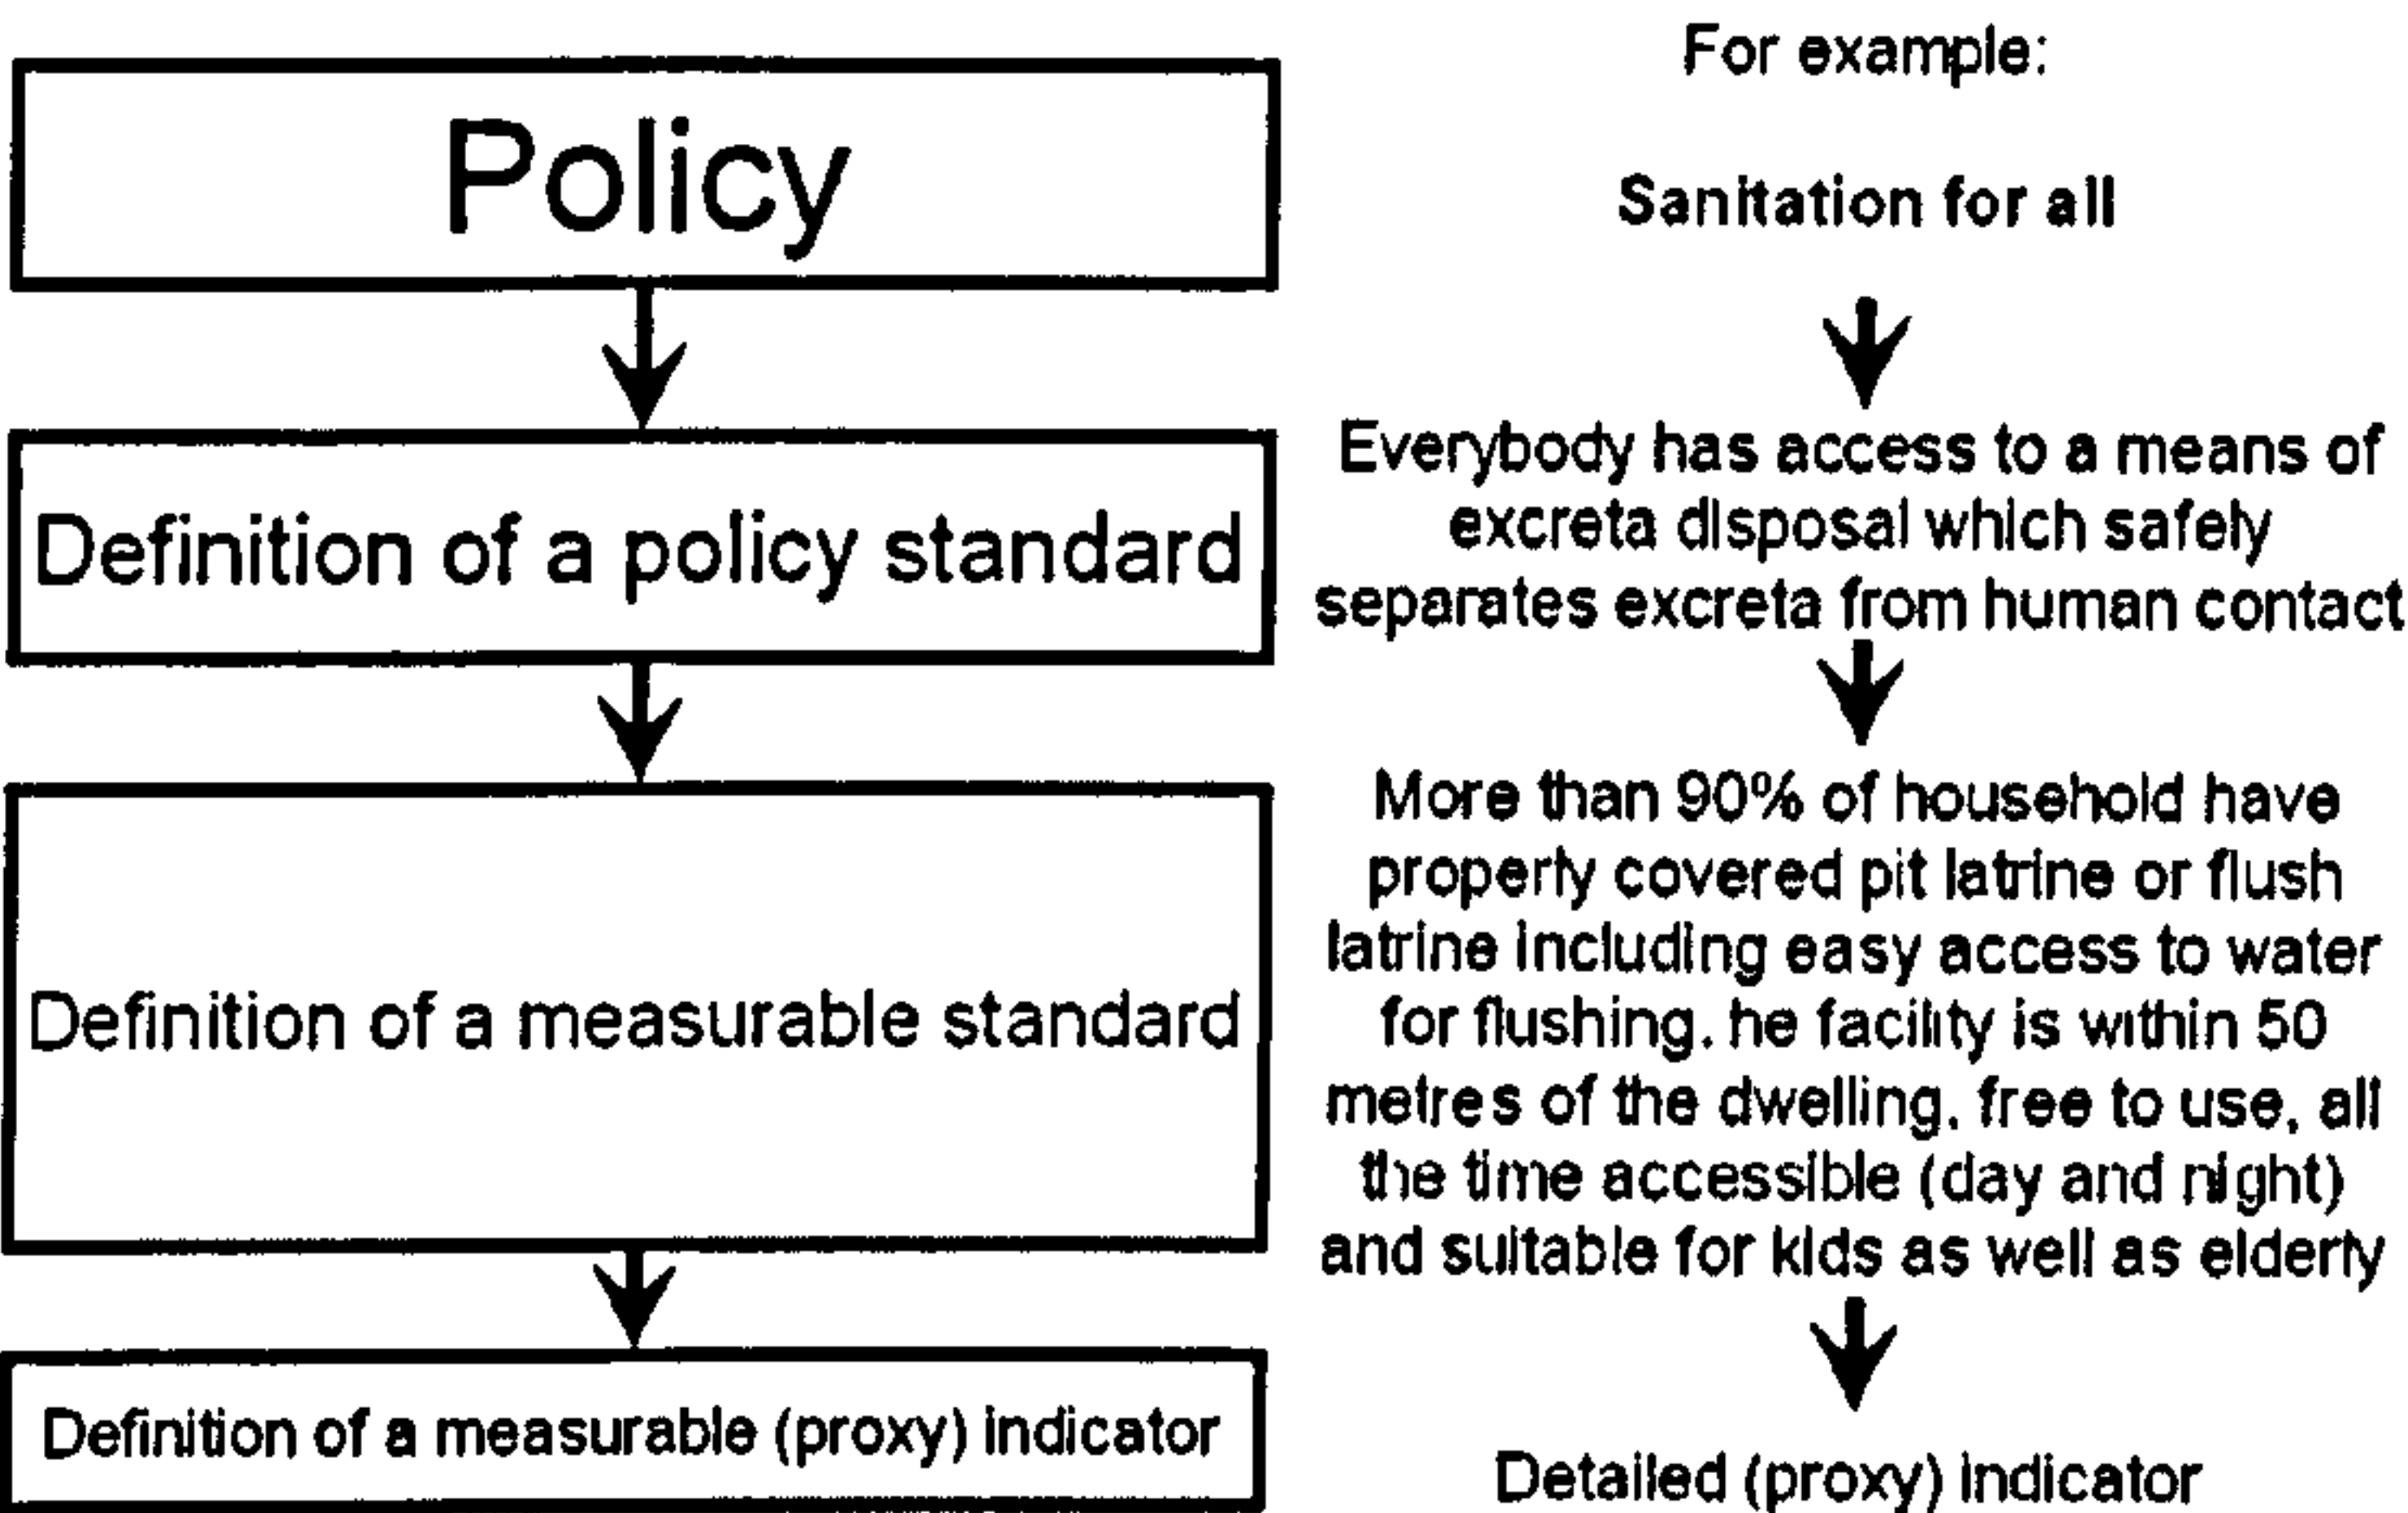 Policy
Definition of a policy standard
Definition of a measurable standard
Definition of a measurable (proxy) indicator
For example:
Sanitation for all
Everybody has access to a means of
excreta disposal which safely
separates excreta from human contact
More than 90% of household have
properly covered pit latrine or flush
latrine including easy access to water
for flushing. he facility is within 50
metres of the dwelling, free to use, all
the time accessible (day and night)
and suitable for kids as well as elderly
Detailed (proxy) indicator